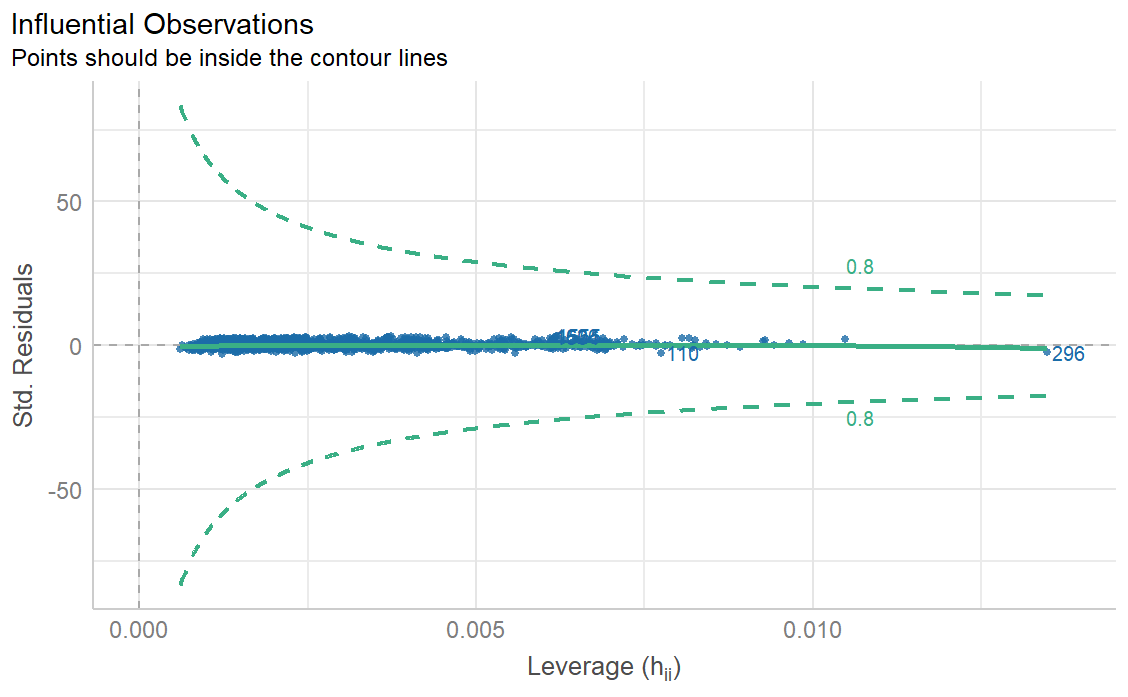 Influential Observations
Points should be inside the contour lines
Std. Residuals
50
0
-50
0.8
0.8
110
296
0.000
0.005
0.010
Leverage (hii)